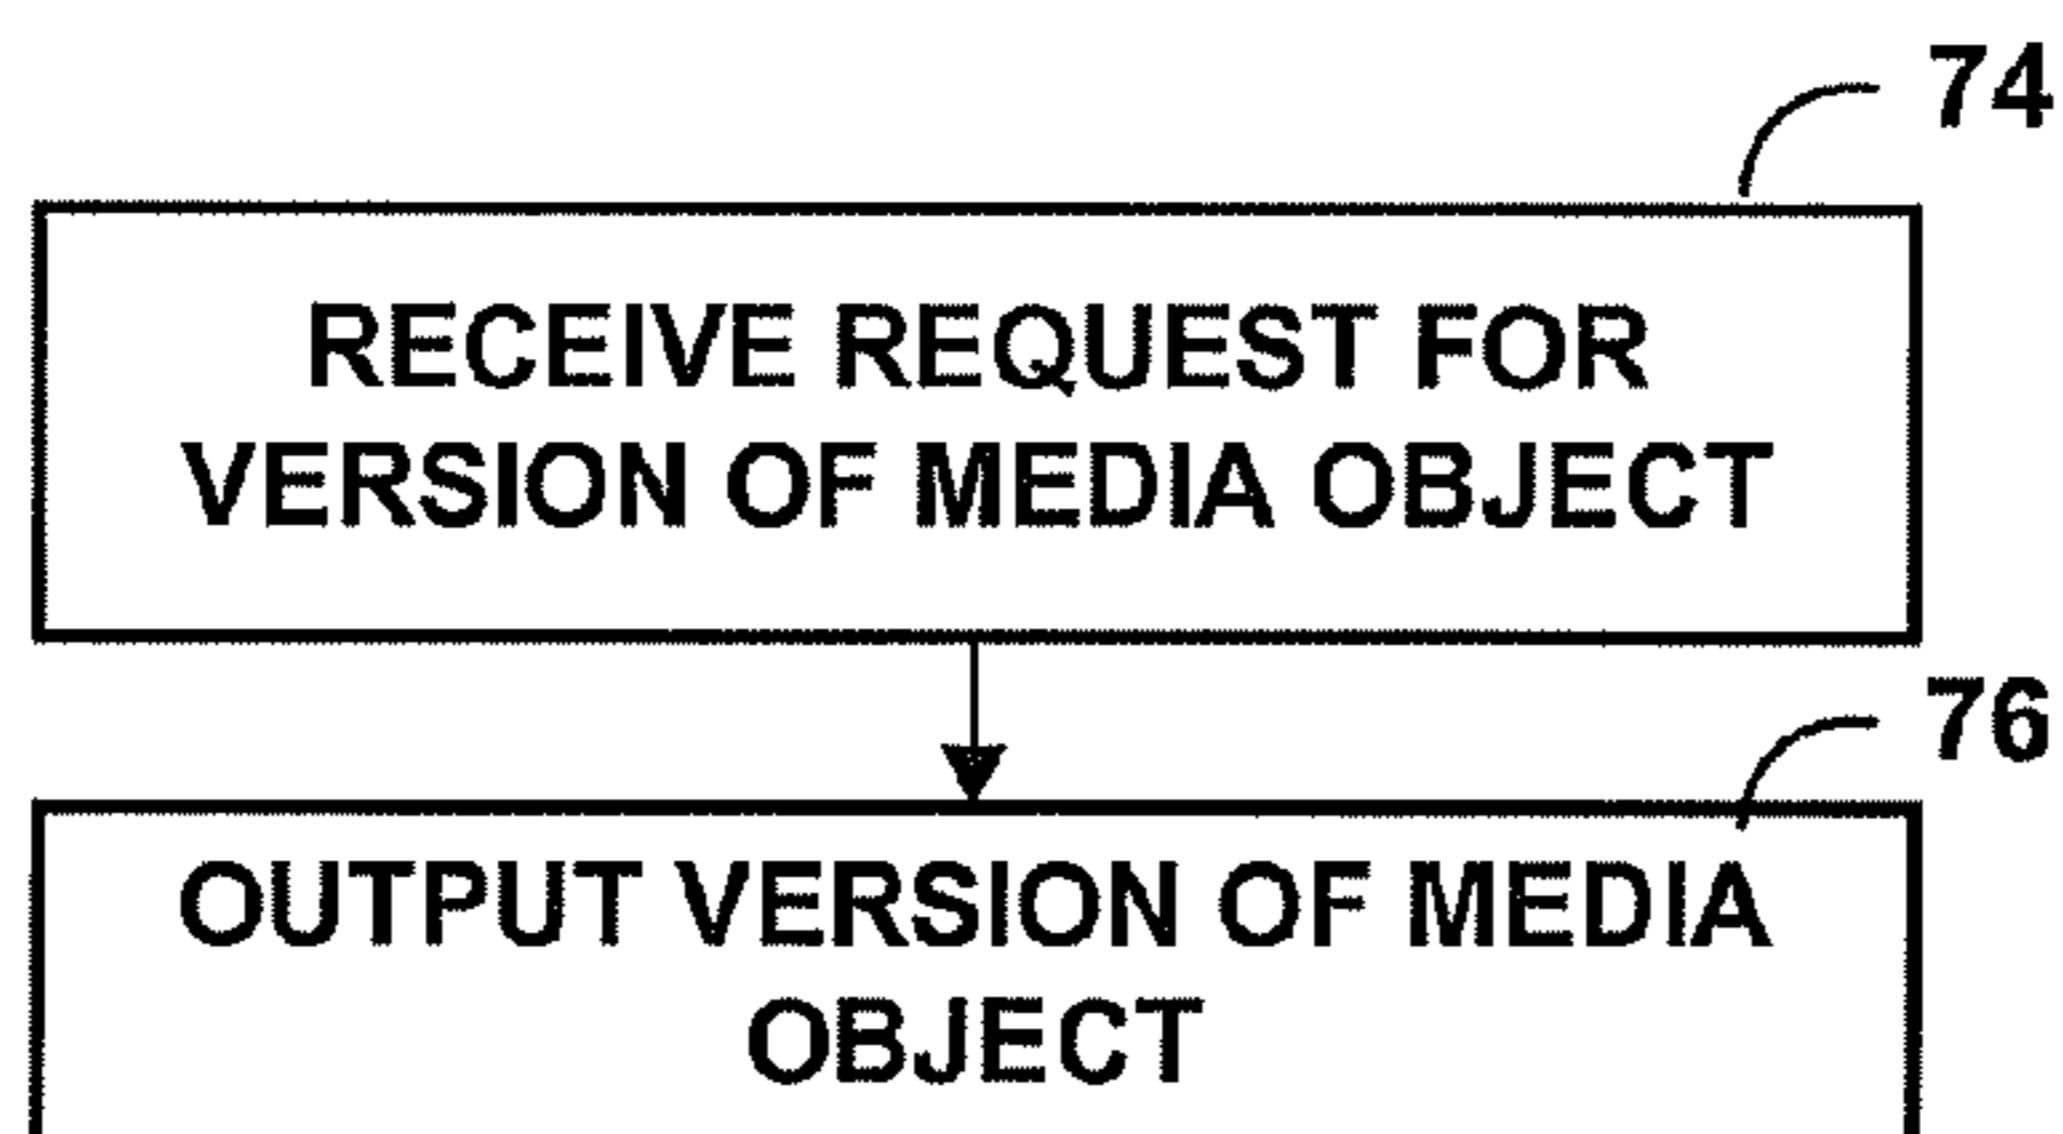 74
RECEIVE REQUEST FOR
VERSION OF MEDIA OBJECT
76
OUTPUT VERSION OF MEDIA
OBJECT